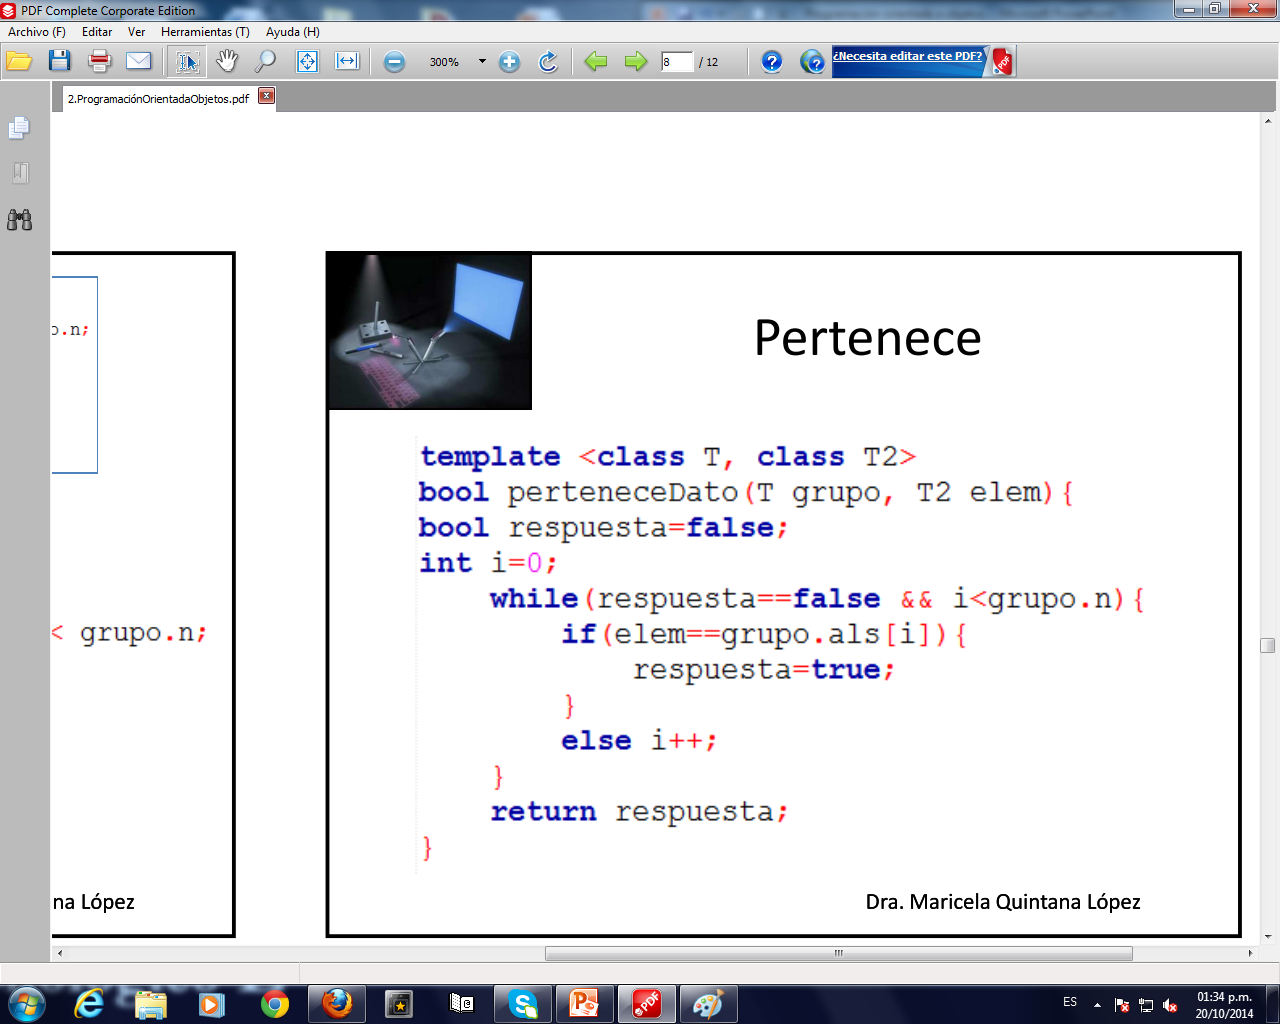 PDF Complete Corporate Edition
Archivo (F) Editar Ver Herramientas (T) Ayuda (H)
300% 8 / 12 ¿Necesita editar este PDF?
2.ProgramaciónOrientadaObjetos.pdf
.n;
< grupo.n;
na López
Pertenece
template <class T, class T2>
bool perteneceDato(T grupo, T2 elem){
bool respuesta=false;
int i=0;
while(respuesta==false && i<grupo.n){
if(elem==grupo.als[i]){
respuesta=true;
}
else i++;
}
return respuesta;
}
Dra. Maricela Quintana López
ES
01:34 p.m.
20/10/2014